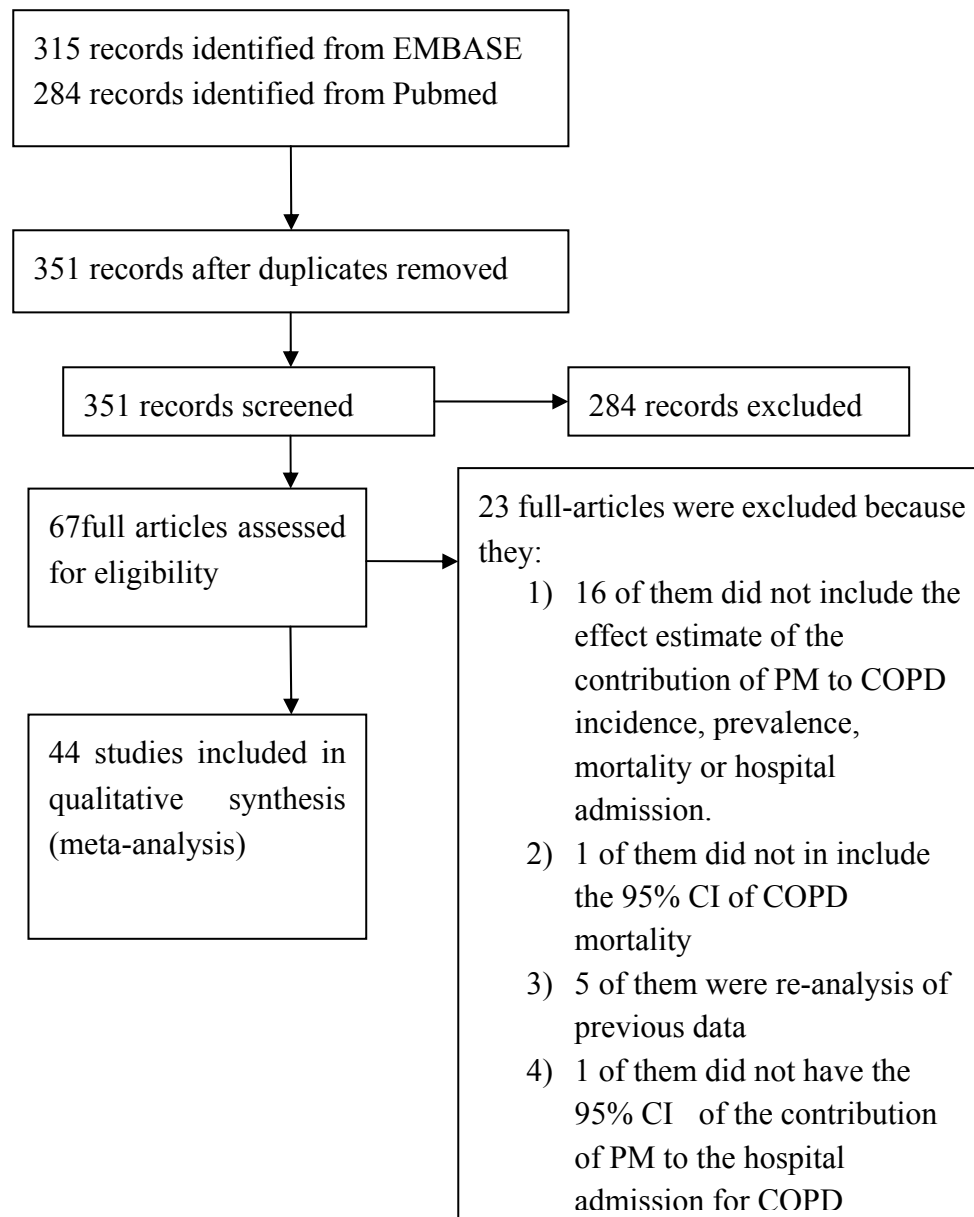 315 records identified from EMBASE
284 records identified from Pubmed
351 records after duplicates removed
351 records screened
284 records excluded
67full articles assessed
for eligibility
23 full-articles were excluded because
they:
1) 16 of them did not include the
effect estimate of the
contribution of PM to COPD
incidence, prevalence,
mortality or hospital
admission.
2) 1 of them did not in include
the 95% CI of COPD
mortality
3) 5 of them were re-analysis of
previous data
4) 1 of them did not have the
95% CI of the contribution
of PM to the hospital
admission for COPD
44 studies included in
qualitative synthesis
(meta-analysis)